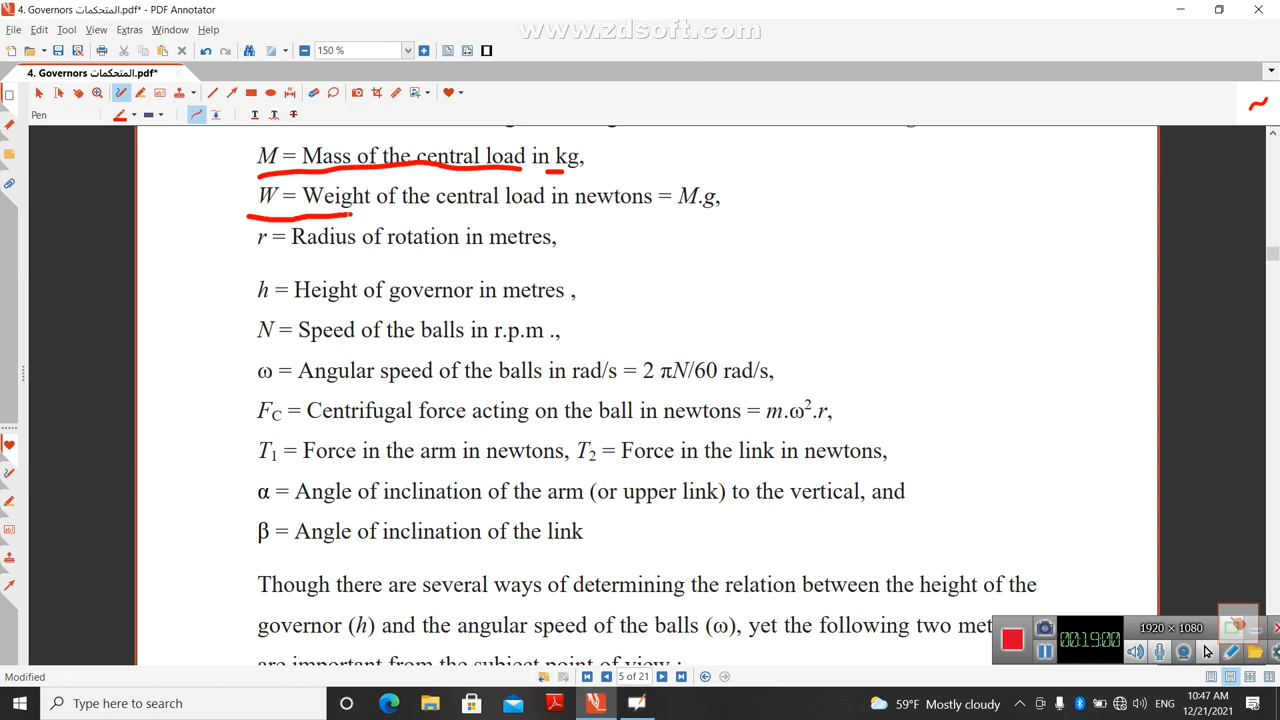 4. Governors المتحكمات.pdf* - PDF Annotator
www.zdsoft.com
File Edit Tool View Extras Window Help
150 %
4. Governors المتحكمات.pdf*
Pen
M = Mass of the central load in kg,
W = Weight of the central load in newtons = M.g,
r = Radius of rotation in metres,
h = Height of governor in metres ,
N = Speed of the balls in r.p.m .,
ω = Angular speed of the balls in rad/s = 2 πN/60 rad/s,
FC = Centrifugal force acting on the ball in newtons = m.ω².r,
T1 = Force in the arm in newtons, T2 = Force in the link in newtons,
α = Angle of inclination of the arm (or upper link) to the vertical, and
β = Angle of inclination of the link
Though there are several ways of determining the relation between the height of the
governor (h) and the angular speed of the balls (ω), yet the following two
are important from the subject point of view :
1920 × 1080
00:19:00
Modified
5 of 21
Type here to search
59°F Mostly cloudy
ENG
10:47 AM
12/21/2021